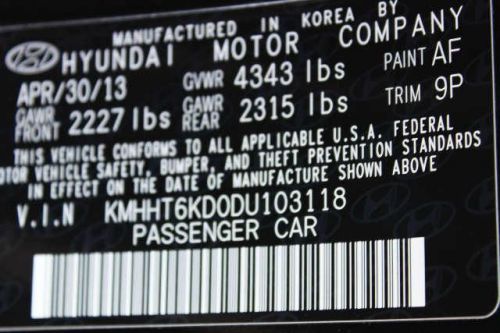 MANUFACTURED IN KOREA BY
HYUNDAI MOTOR COMPANY
APR/30/13 GVWR 4343 lbs PAINT AF
GAWR FRONT 2227 lbs GAWR REAR 2315 lbs TRIM 9P
THIS VEHICLE CONFORMS TO ALL APPLICABLE U.S.A. FEDERAL
MOTOR VEHICLE SAFETY, BUMPER, AND THEFT PREVENTION STANDARDS
IN EFFECT ON THE DATE OF MANUFACTURE SHOWN ABOVE
V.I.N KMHHT6KD0DU103118
PASSENGER CAR